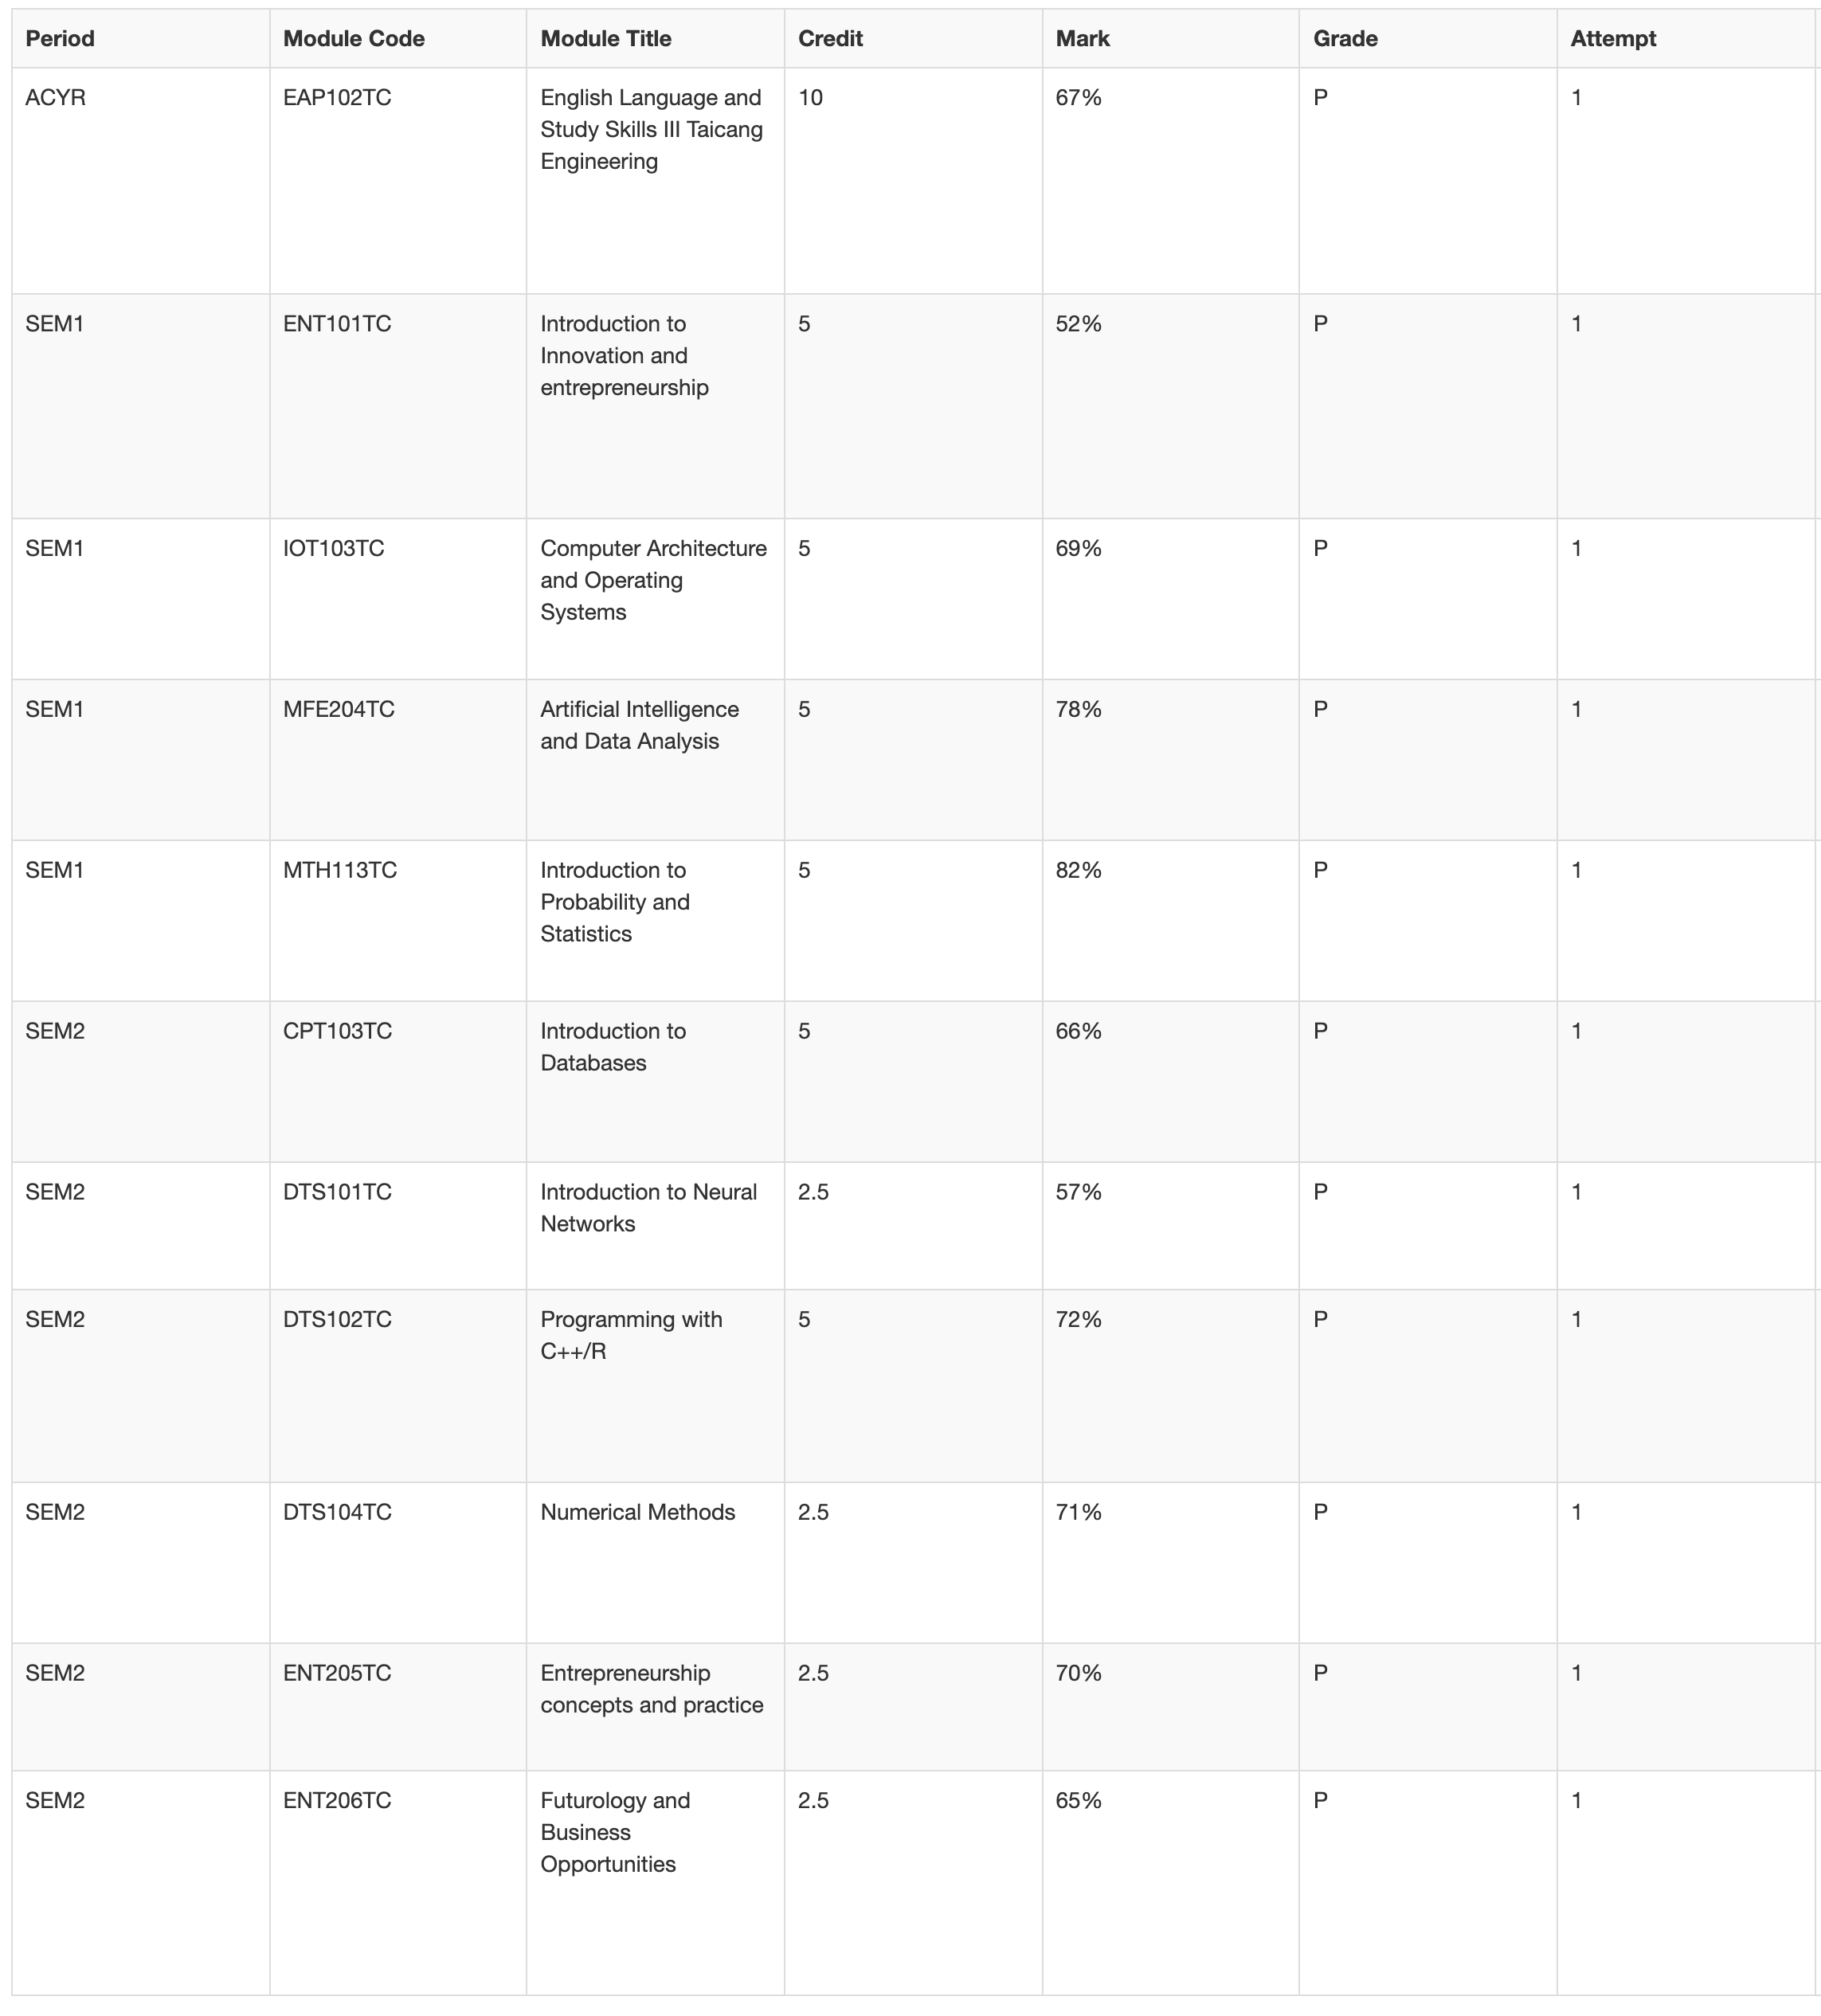 Period Module Code Module Title Credit Mark Grade Attempt
ACYR EAP102TC English Language and 10 67% P 1
Study Skills III Taicang
Engineering
SEM1 ENT101TC Introduction to 5 52% P 1
Innovation and
entrepreneurship
SEM1 IOT103TC Computer Architecture 5 69% P 1
and Operating
Systems
SEM1 MFE204TC Artificial Intelligence 5 78% P 1
and Data Analysis
SEM1 MTH113TC Introduction to 5 82% P 1
Probability and
Statistics
SEM2 CPT103TC Introduction to 5 66% P 1
Databases
SEM2 DTS101TC Introduction to Neural 2.5 57% P 1
Networks
SEM2 DTS102TC Programming with 5 72% P 1
C++/R
SEM2 DTS104TC Numerical Methods 2.5 71% P 1
SEM2 ENT205TC Entrepreneurship 2.5 70% P 1
concepts and practice
SEM2 ENT206TC Futurology and 2.5 65% P 1
Business
Opportunities